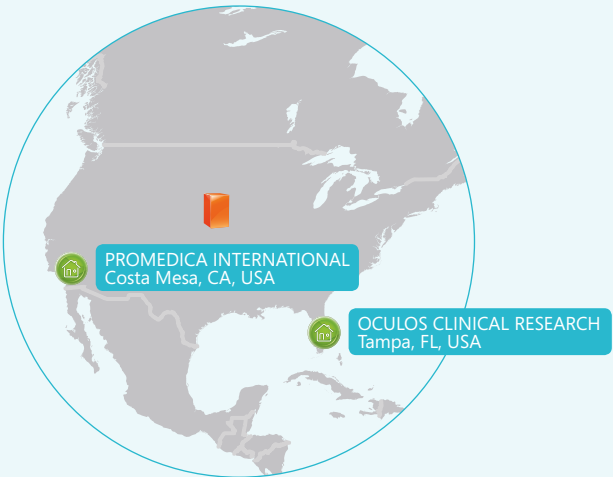 PROMEDICA INTERNATIONAL
Costa Mesa, CA, USA
OCULOS CLINICAL RESEARCH
Tampa, FL, USA